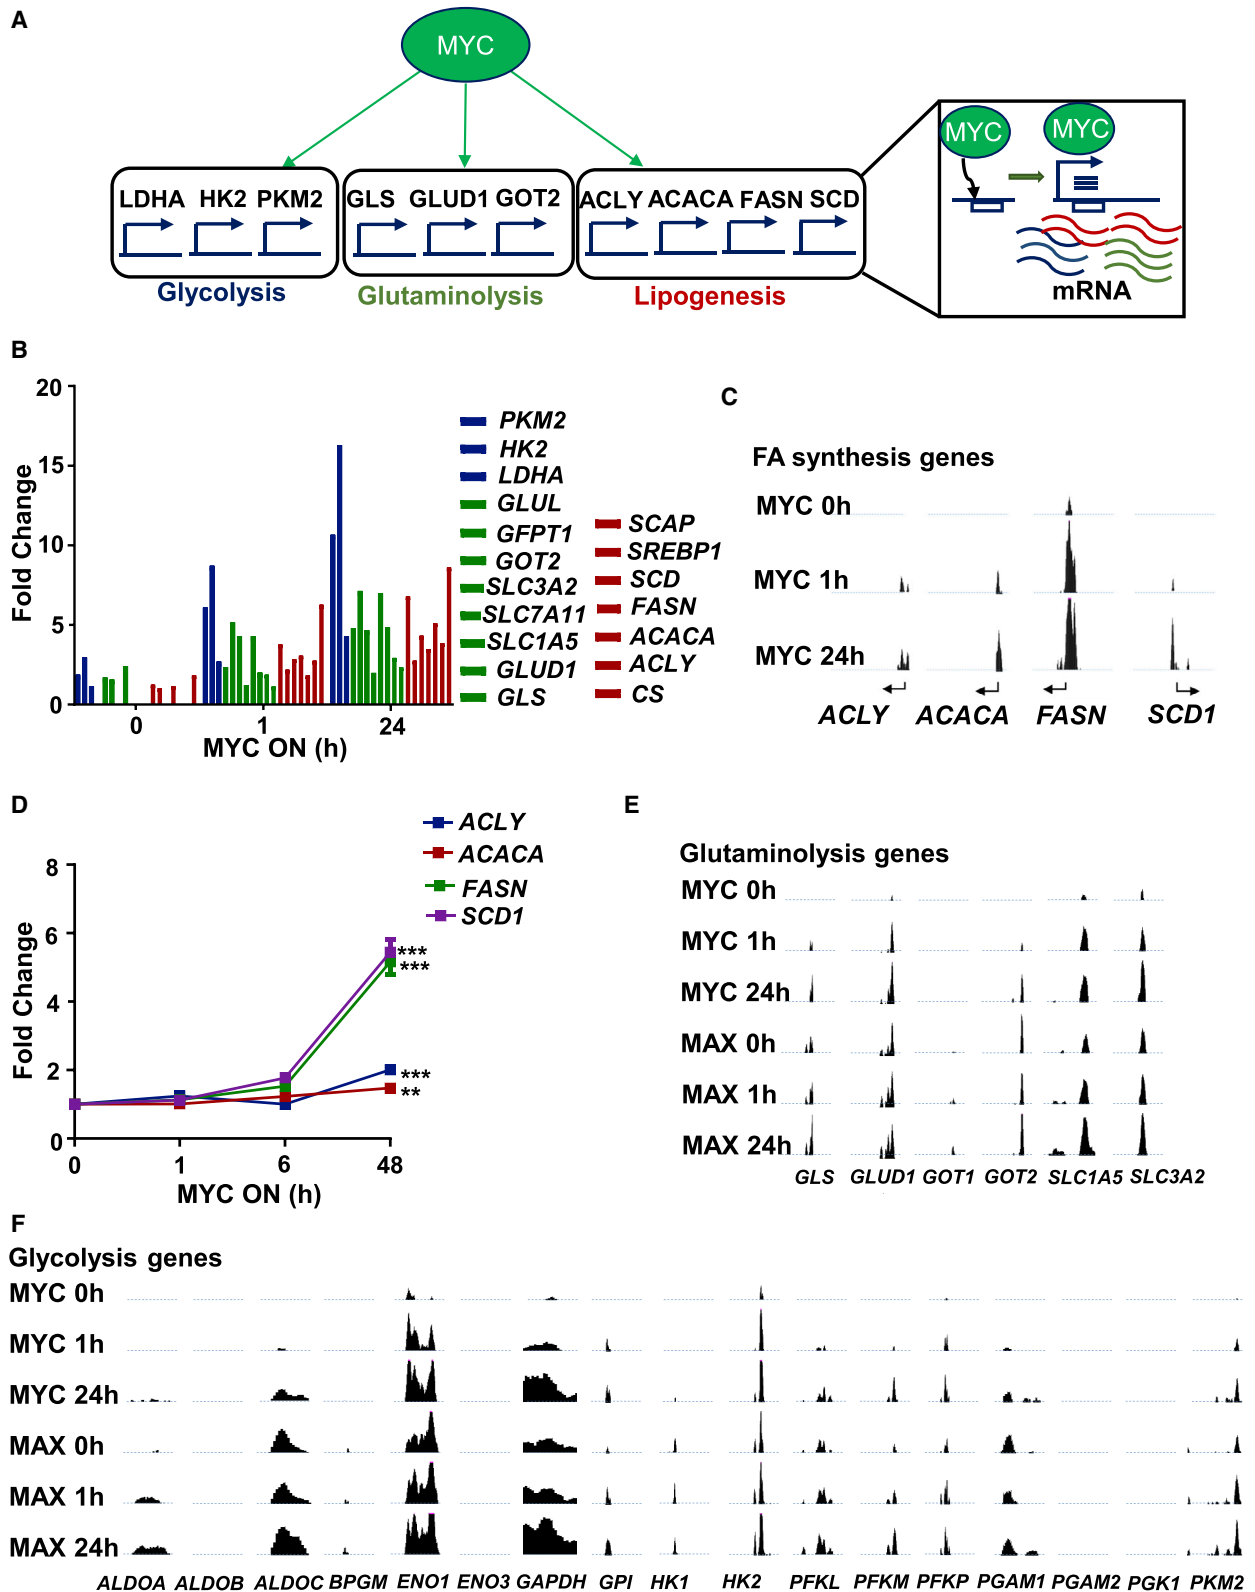 A
MYC
LDHA HK2 PKM2
GLS GLUD1 GOT2
ACLY ACACA FASN SCD
Glycolysis
Glutaminolysis
Lipogenesis
MYC MYC
mRNA
B
20
15
10
5
0
Fold Change
0 1 24
MYC ON (h)
PKM2
HK2
LDHA
GLUL
GFPT1
GOT2
SLC3A2
SLC7A11
SLC1A5
GLUD1
GLS
SCAP
SREBP1
SCD
FASN
ACACA
ACLY
CS
C
FA synthesis genes
MYC 0h
MYC 1h
MYC 24h
ACLY ACACA FASN SCD1
D
ACLY
ACACA
FASN
SCD1
8
6
4
2
0
Fold Change
***
***
***
**
0 1 6 48
MYC ON (h)
E
Glutaminolysis genes
MYC 0h
MYC 1h
MYC 24h
MAX 0h
MAX 1h
MAX 24h
GLS GLUD1 GOT1 GOT2 SLC1A5 SLC3A2
F
Glycolysis genes
MYC 0h
MYC 1h
MYC 24h
MAX 0h
MAX 1h
MAX 24h
ALDOA ALDOB ALDOC BPGM ENO1 ENO3 GAPDH GPI HK1 HK2 PFKL PFKM PFKP PGAM1 PGAM2 PGK1 PKM2